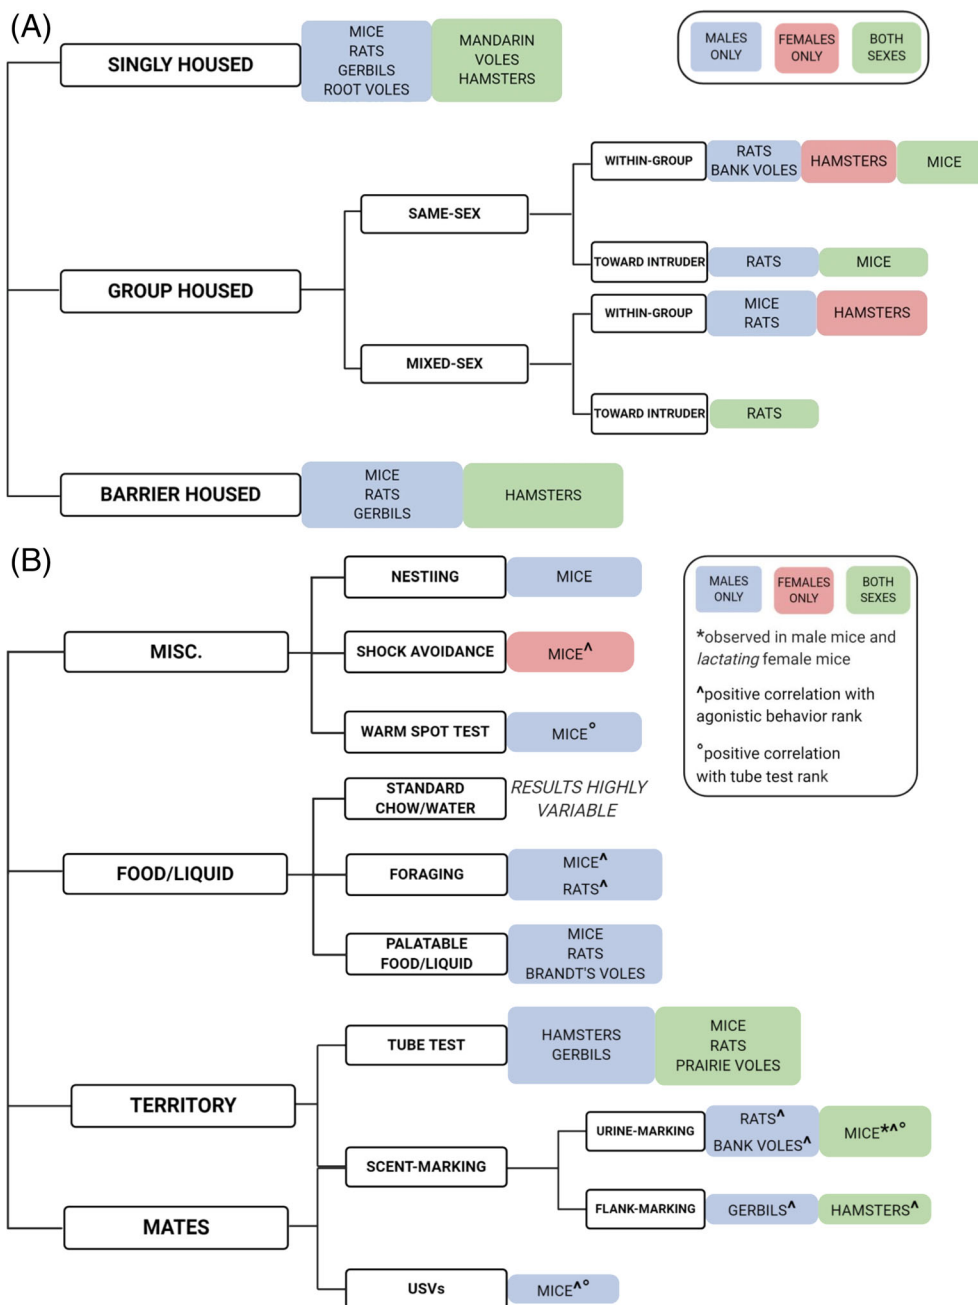 (A)
SINGLY HOUSED
MICE
RATS
GERBILS
ROOT VOLES
MANDARIN
VOLES
HAMSTERS
MALES
ONLY
FEMALES
ONLY
BOTH
SEXES
GROUP HOUSED
SAME-SEX
WITHIN-GROUP
RATS
BANK VOLES
HAMSTERS
MICE
TOWARD INTRUDER
RATS
MICE
MIXED-SEX
WITHIN-GROUP
MICE
RATS
HAMSTERS
TOWARD INTRUDER
RATS
BARRIER HOUSED
MICE
RATS
GERBILS
HAMSTERS
(B)
MALES
ONLY
FEMALES
ONLY
BOTH
SEXES
*observed in male mice and
lactating female mice
^positive correlation with
agonistic behavior rank
°positive correlation
with tube test rank
MISC.
NESTIING
MICE
SHOCK AVOIDANCE
MICE^
WARM SPOT TEST
MICE°
FOOD/LIQUID
STANDARD
CHOW/WATER
RESULTS HIGHLY
VARIABLE
FORAGING
MICE^
RATS^
PALATABLE
FOOD/LIQUID
MICE
RATS
BRANDT'S VOLES
TERRITORY
TUBE TEST
HAMSTERS
GERBILS
MICE
RATS
PRAIRIE VOLES
SCENT-MARKING
URINE-MARKING
RATS^
BANK VOLES^
MICE*^°
FLANK-MARKING
GERBILS^
HAMSTERS^
MATES
USVs
MICE^°